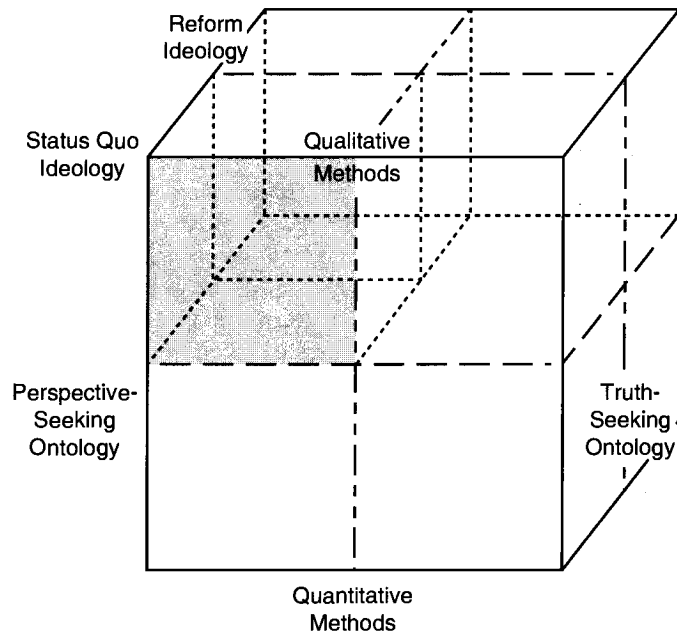 Reform
Ideology
Status Quo
Ideology
Qualitative
Methods
Perspective-
Seeking
Ontology
Truth-
Seeking
Ontology
Quantitative
Methods